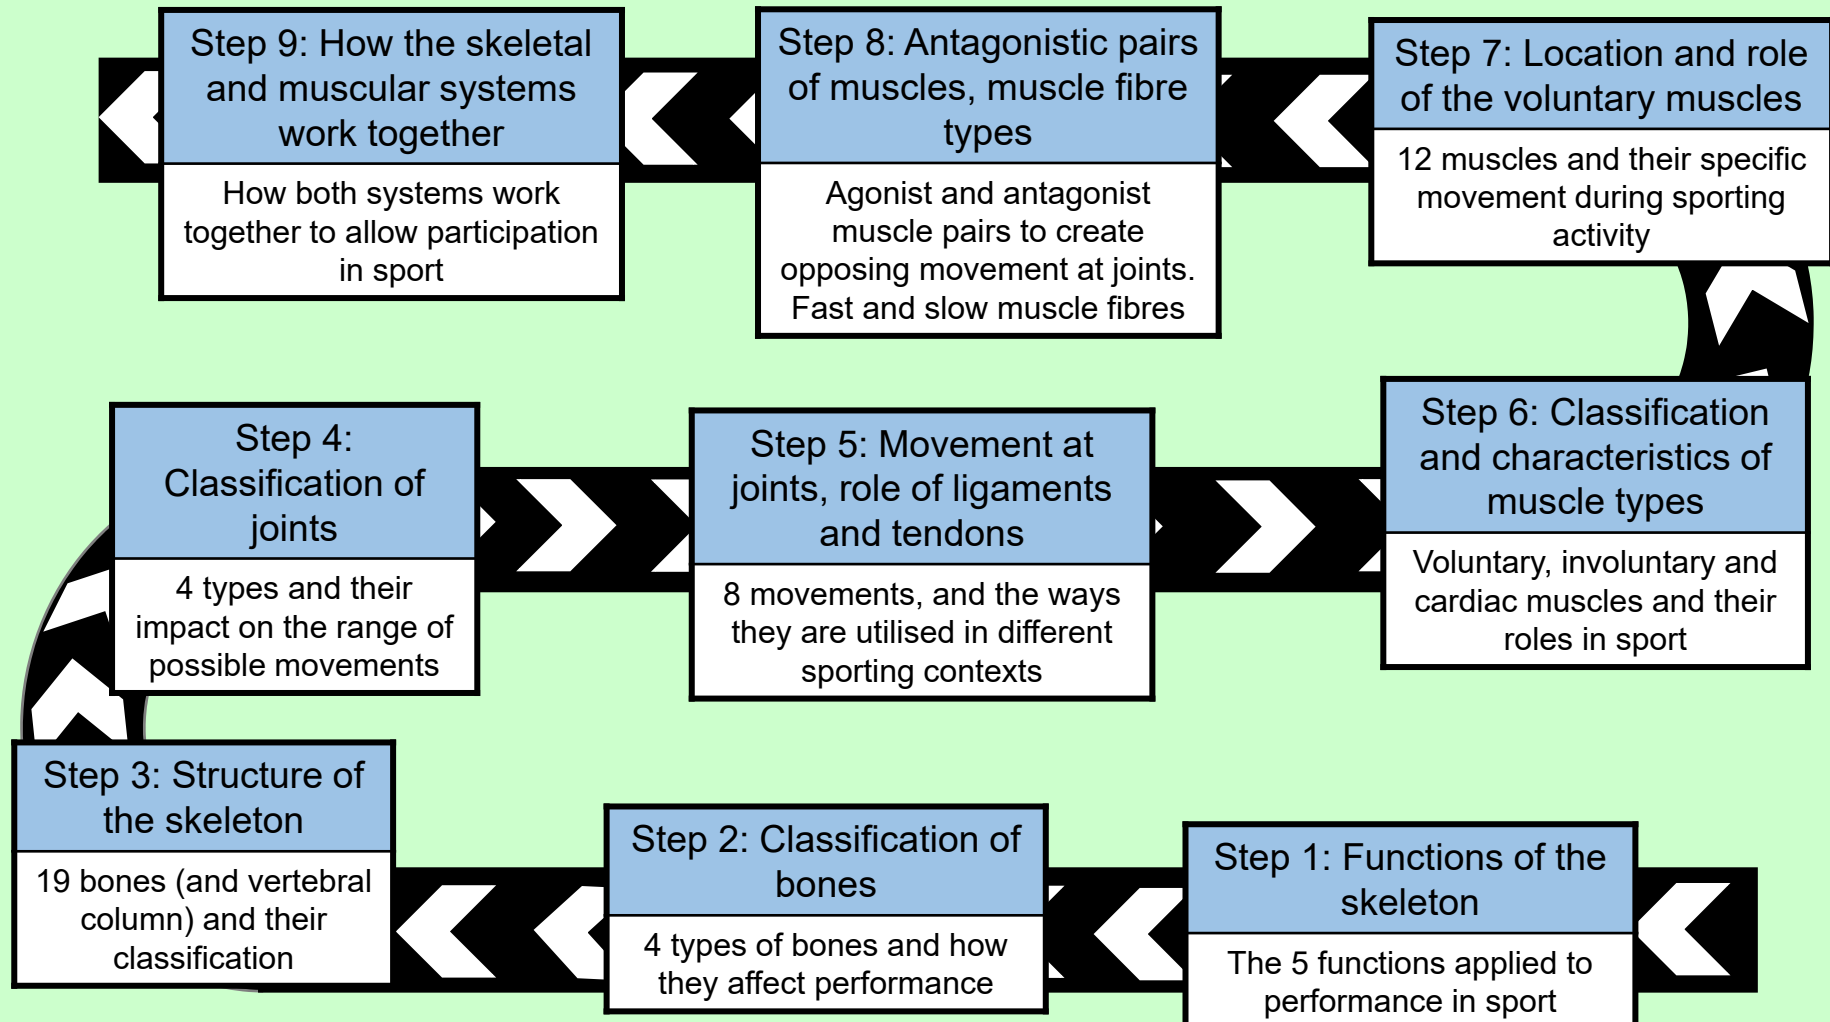 Step 9: How the skeletal
and muscular systems
work together
How both systems work
together to allow participation
in sport
Step 8: Antagonistic pairs
of muscles, muscle fibre
types
Agonist and antagonist
muscle pairs to create
opposing movement at joints.
Fast and slow muscle fibres
Step 7: Location and role
of the voluntary muscles
12 muscles and their specific
movement during sporting
activity
Step 4:
Classification of
joints
4 types and their
impact on the range of
possible movements
Step 5: Movement at
joints, role of ligaments
and tendons
8 movements, and the ways
they are utilised in different
sporting contexts
Step 6: Classification
and characteristics of
muscle types
Voluntary, involuntary and
cardiac muscles and their
roles in sport
Step 3: Structure of
the skeleton
19 bones (and vertebral
column) and their
classification
Step 2: Classification of
bones
4 types of bones and how
they affect performance
Step 1: Functions of the
skeleton
The 5 functions applied to
performance in sport